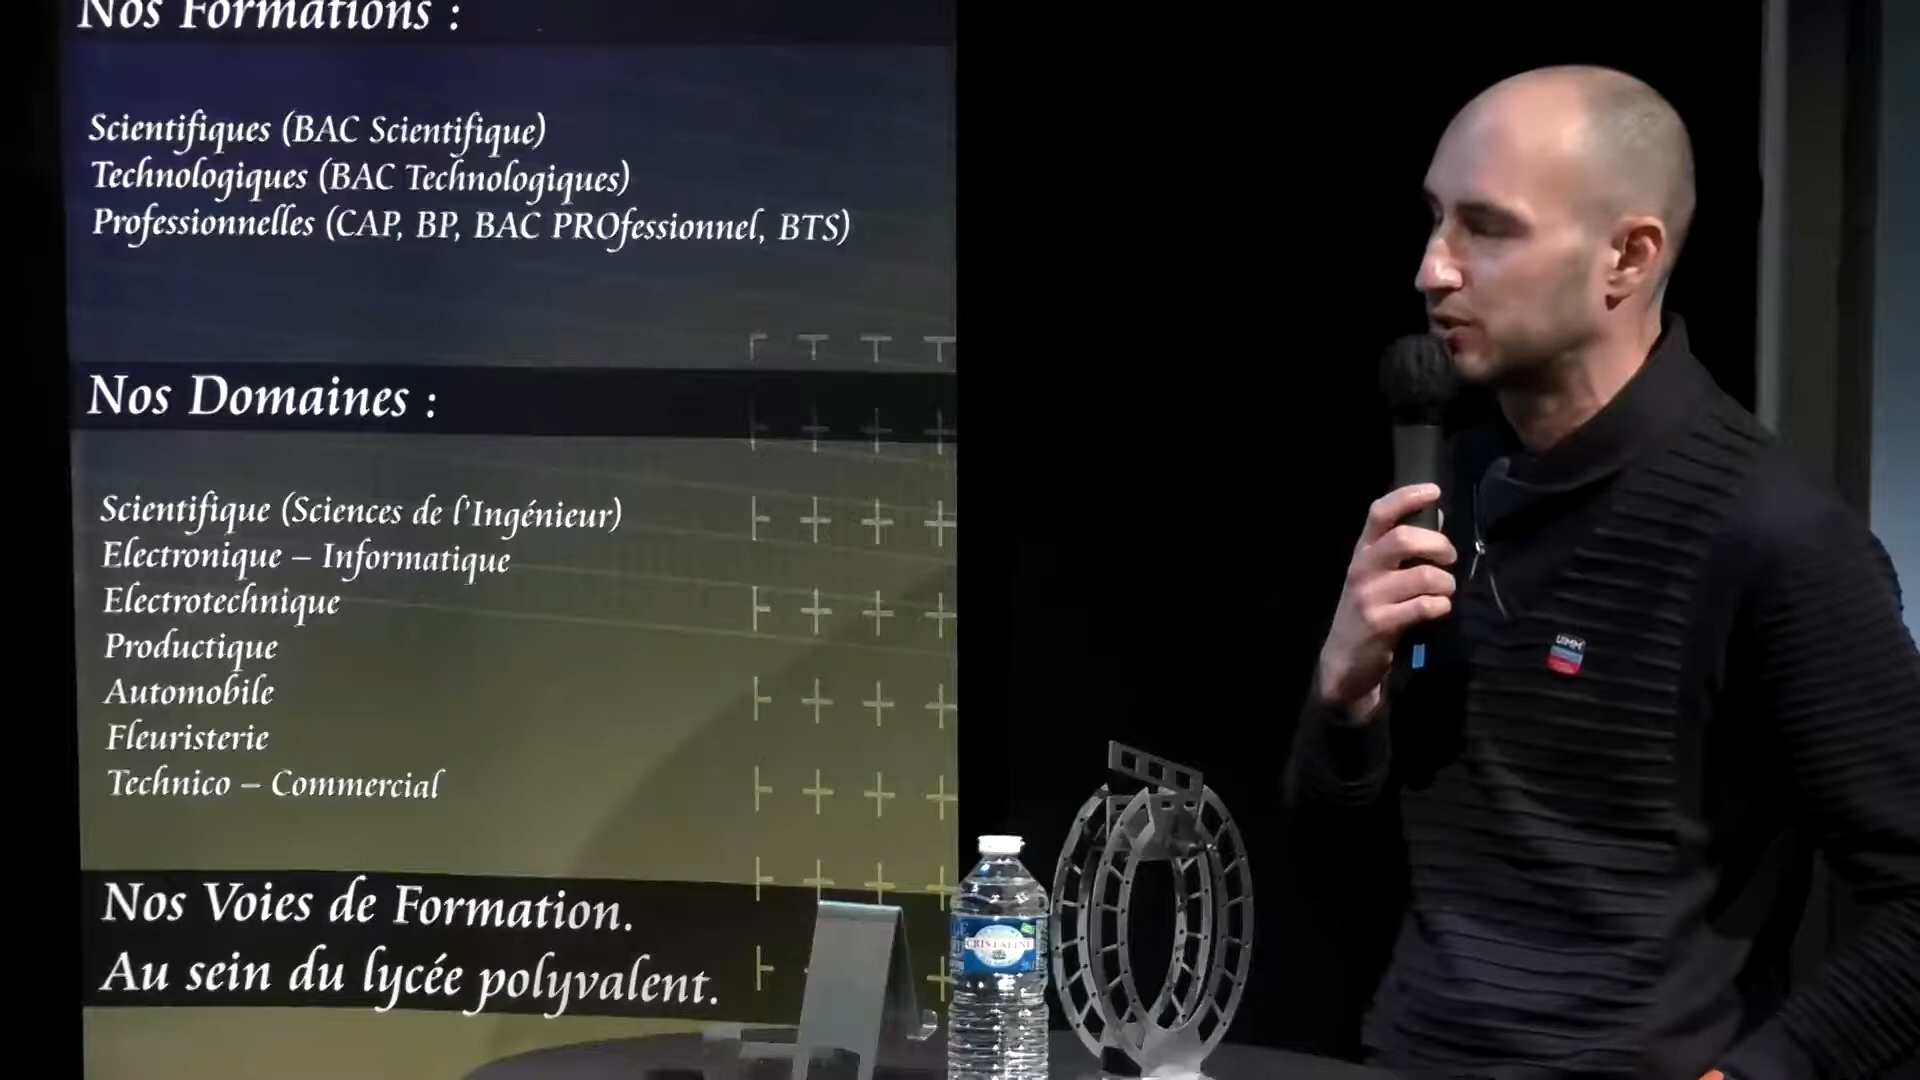 Nos Formations :
Scientifiques (BAC Scientifique)
Technologiques (BAC Technologiques)
Professionnelles (CAP, BP, BAC PROfessionnel, BTS)
Nos Domaines :
Scientifique (Sciences de l'Ingénieur)
Electronique – Informatique
Electrotechnique
Productique
Automobile
Fleuristerie
Technico – Commercial
Nos Voies de Formation.
Au sein du lycée polyvalent.
CRISTALINE
UIMM